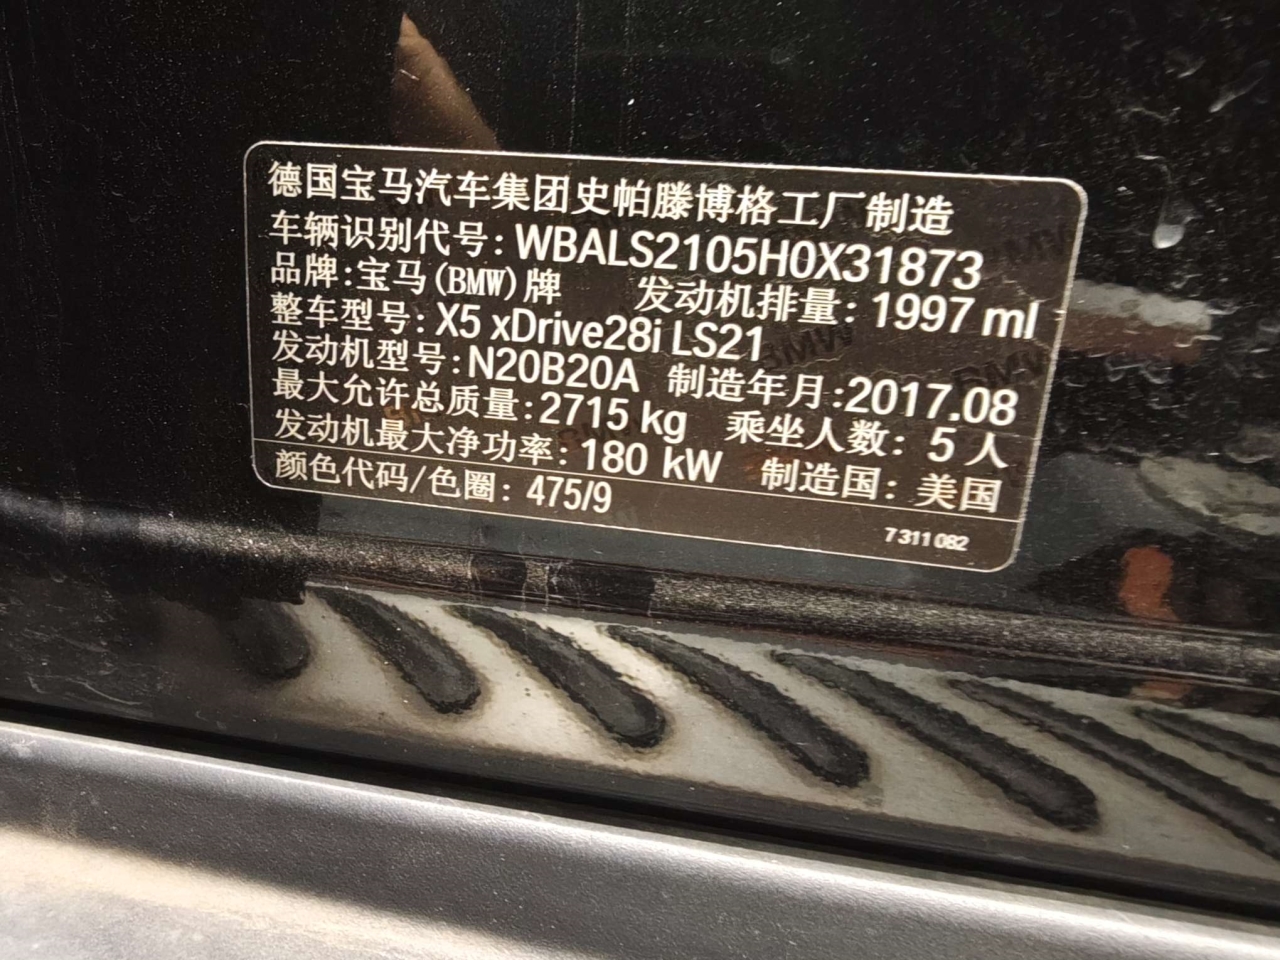 德国宝马汽车集团史帕滕博格工厂制造
车辆识别代号: WBALS2105H0X31873
品牌:宝马(BMW)牌 发动机排量: 1997 ml
整车型号: X5 xDrive28i LS21
发动机型号: N20B20A 制造年月:2017.08
最大允许总质量: 2715 kg 乘坐人数: 5 人
发动机最大净功率: 180 kW 制造国: 美国
颜色代码/色圈: 475/9
7 311 082